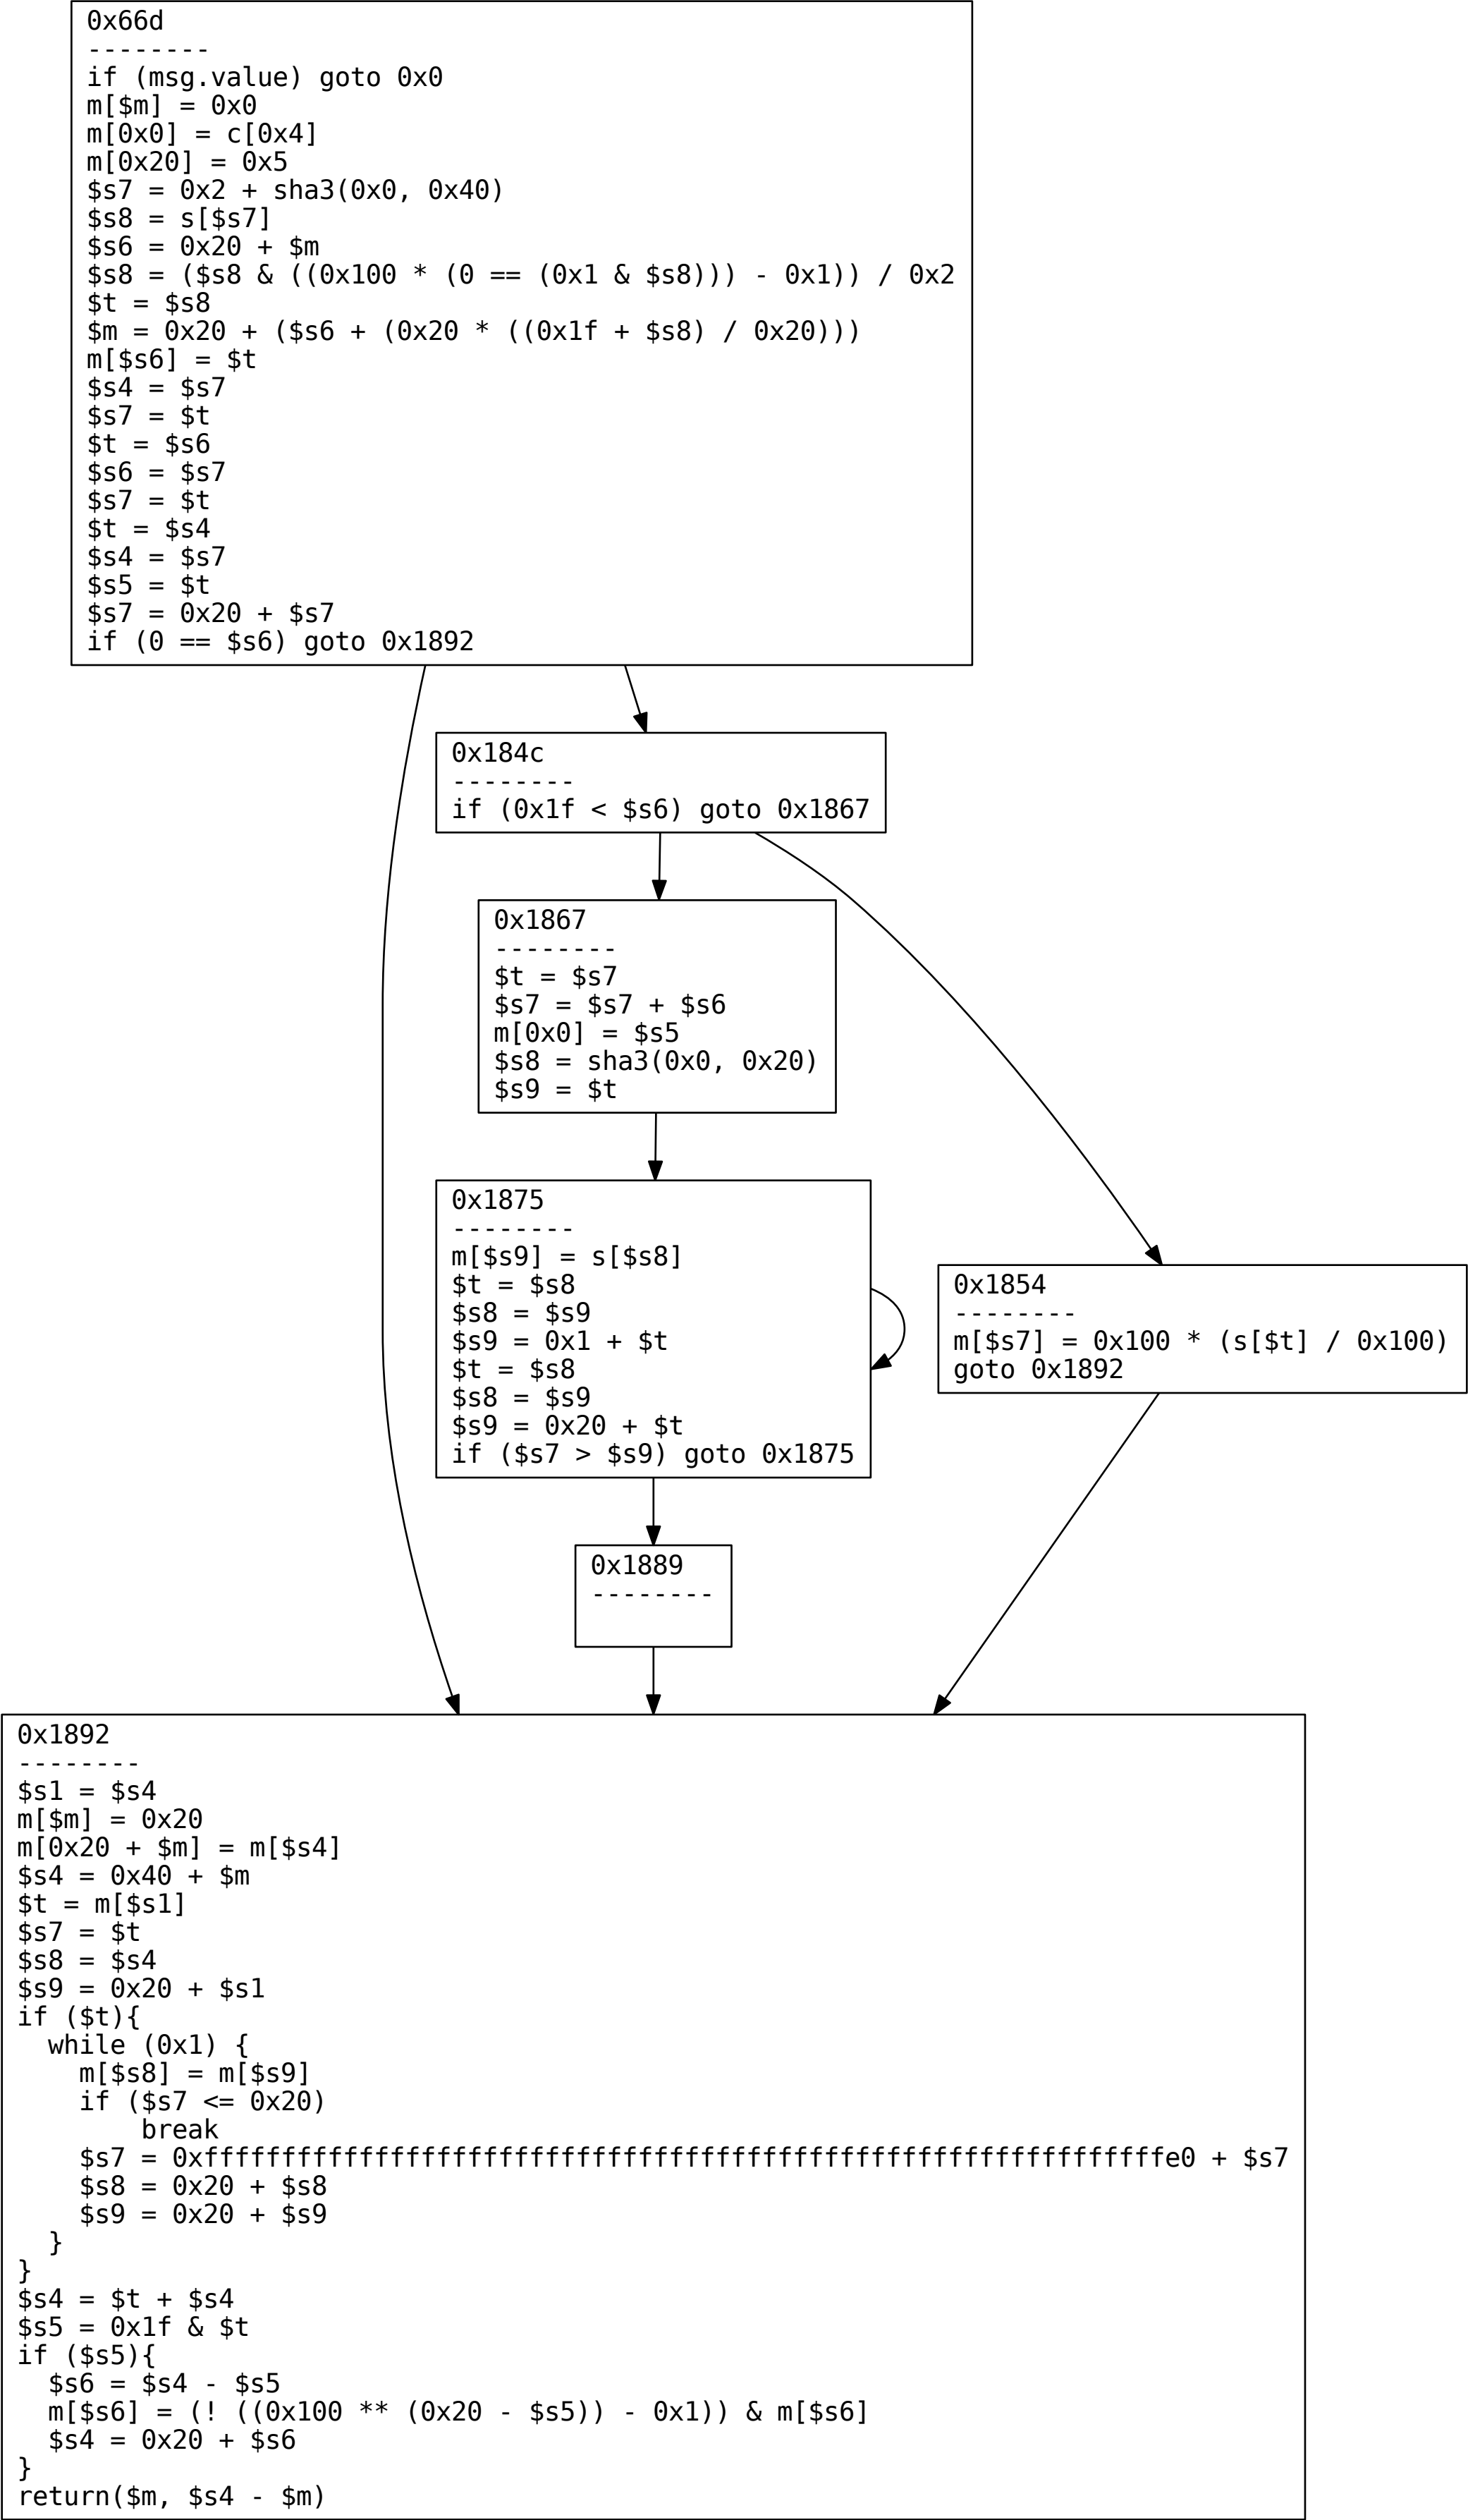 0x66d
--------
if (msg.value) goto 0x0
m[$m] = 0x0
m[0x0] = c[0x4]
m[0x20] = 0x5
$s7 = 0x2 + sha3(0x0, 0x40)
$s8 = s[$s7]
$s6 = 0x20 + $m
$s8 = ($s8 & ((0x100 * (0 == (0x1 & $s8))) - 0x1)) / 0x2
$t = $s8
$m = 0x20 + ($s6 + (0x20 * ((0x1f + $s8) / 0x20)))
m[$s6] = $t
$s4 = $s7
$s7 = $t
$t = $s6
$s6 = $s7
$s7 = $t
$t = $s4
$s4 = $s7
$s5 = $t
$s7 = 0x20 + $s7
if (0 == $s6) goto 0x1892
0x184c
--------
if (0x1f < $s6) goto 0x1867
0x1867
--------
$t = $s7
$s7 = $s7 + $s6
m[0x0] = $s5
$s8 = sha3(0x0, 0x20)
$s9 = $t
0x1875
--------
m[$s9] = s[$s8]
$t = $s8
$s8 = $s9
$s9 = 0x1 + $t
$t = $s8
$s8 = $s9
$s9 = 0x20 + $t
if ($s7 > $s9) goto 0x1875
0x1854
--------
m[$s7] = 0x100 * (s[$t] / 0x100)
goto 0x1892
0x1889
--------
0x1892
--------
$s1 = $s4
m[$m] = 0x20
m[0x20 + $m] = m[$s4]
$s4 = 0x40 + $m
$t = m[$s1]
$s7 = $t
$s8 = $s4
$s9 = 0x20 + $s1
if ($t){
  while (0x1) {
    m[$s8] = m[$s9]
    if ($s7 <= 0x20)
        break
    $s7 = 0xffffffffffffffffffffffffffffffffffffffffffffffffffffffffffffffe0 + $s7
    $s8 = 0x20 + $s8
    $s9 = 0x20 + $s9
  }
}
$s4 = $t + $s4
$s5 = 0x1f & $t
if ($s5){
  $s6 = $s4 - $s5
  m[$s6] = (! ((0x100 ** (0x20 - $s5)) - 0x1)) & m[$s6]
  $s4 = 0x20 + $s6
}
return($m, $s4 - $m)